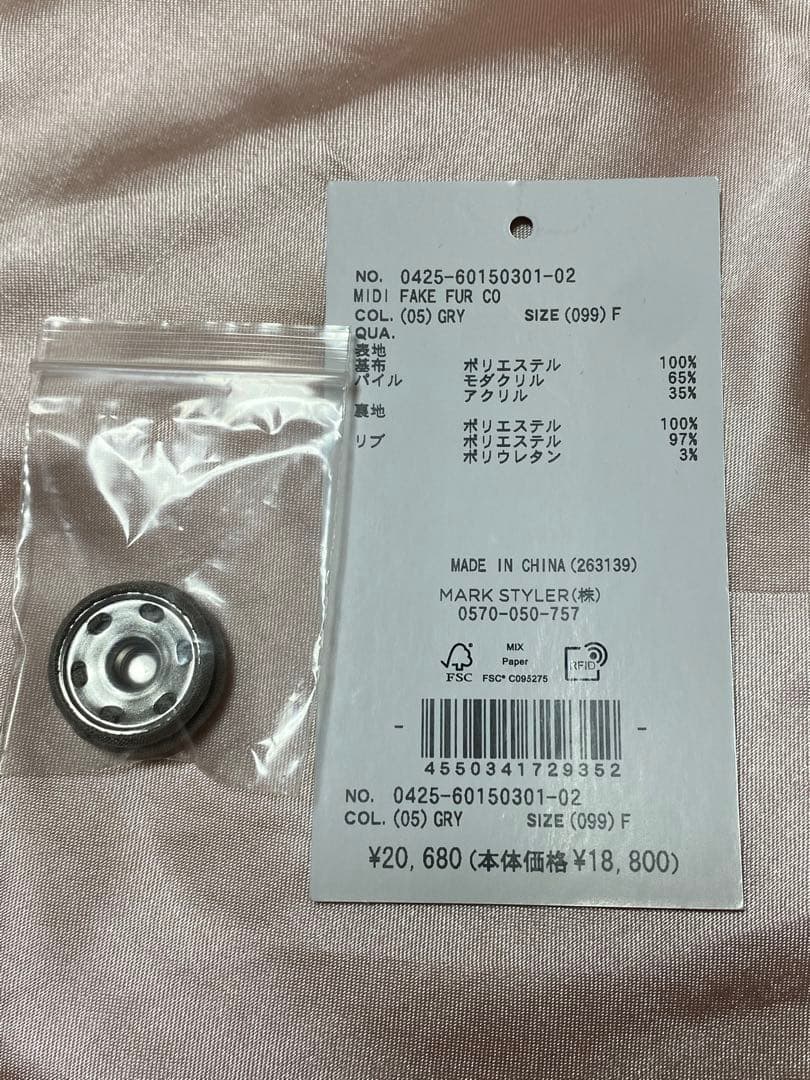 NO. 0425-60150301-02
MIDI FAKE FUR CO
COL. (05) GRY SIZE (099) F
QUA.
表地
基布 ポリエステル 100%
パイル モダクリル 65%
アクリル 35%
裏地
ポリエステル 100%
リブ ポリエステル 97%
ポリウレタン 3%
MADE IN CHINA (263139)
MARK STYLER(株)
0570-050-757
FSC MIX Paper FSC® C095275 RFID
4550341729352
NO. 0425-60150301-02
COL. (05) GRY SIZE (099) F
¥20,680 (本体価格 ¥18,800)